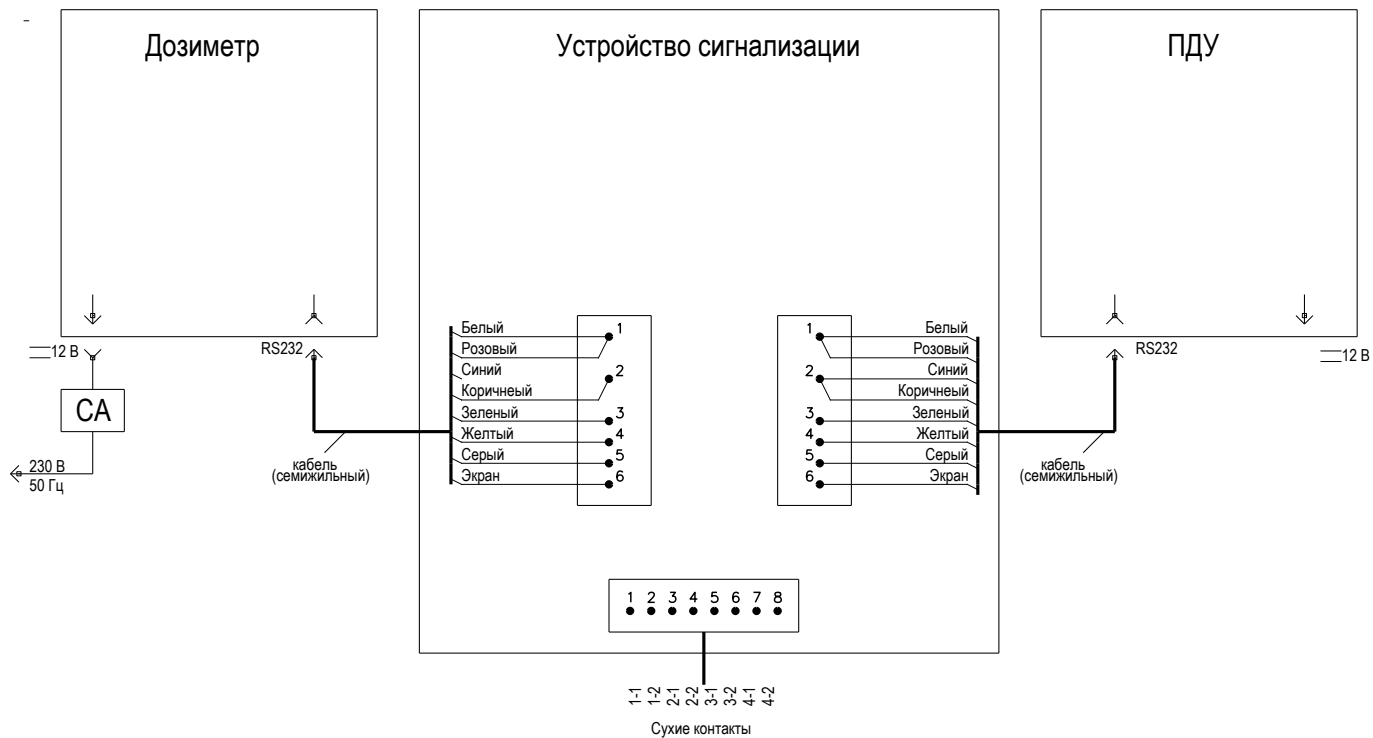 Дозиметр
Устройство сигнализации
ПДУ
12 В
RS232
СА
230 В
50 Гц
кабель
(семижильный)
Белый
Розовый
Синий
Коричнеый
Зеленый
Желтый
Серый
Экран
1
2
3
4
5
6
1
2
3
4
5
6
Белый
Розовый
Синий
Коричнеый
Зеленый
Желтый
Серый
Экран
RS232
12 В
кабель
(семижильный)
1 2 3 4 5 6 7 8
1-1
1-2
2-1
2-2
3-1
3-2
4-1
4-2
Сухие контакты